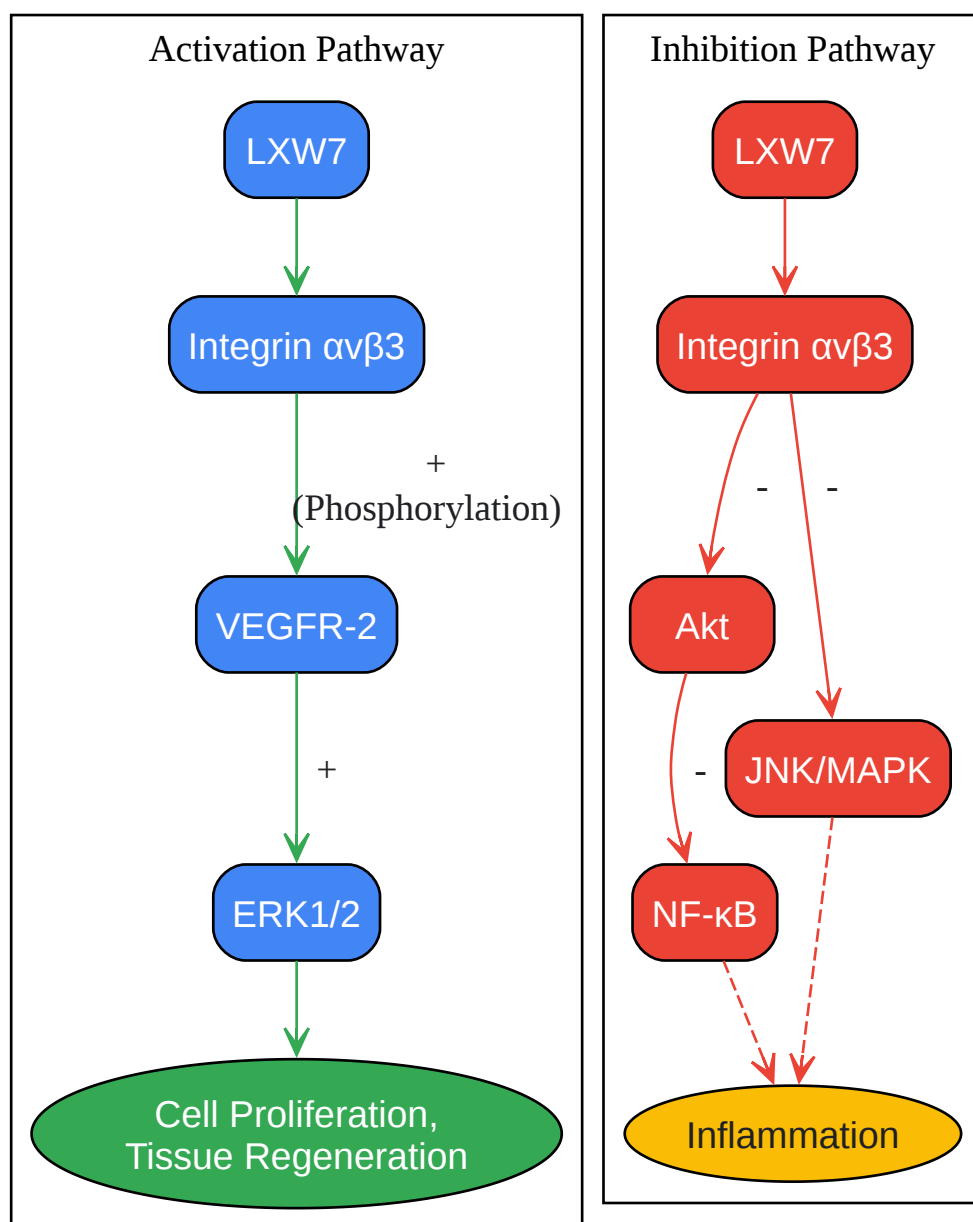 Activation Pathway
LXW7
Integrin αvβ3
+
(Phosphorylation)
VEGFR-2
+
ERK1/2
Cell Proliferation,
Tissue Regeneration
Inhibition Pathway
LXW7
Integrin αvβ3
-
-
Akt
JNK/MAPK
-
NF-κB
Inflammation